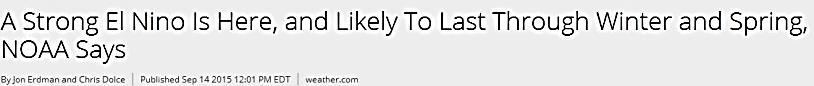 A Strong El Nino Is Here, and Likely To Last Through Winter and Spring,
NOAA Says
By Jon Erdman and Chris Dolce | Published Sep 14 2015 12:01 PM EDT | weather.com